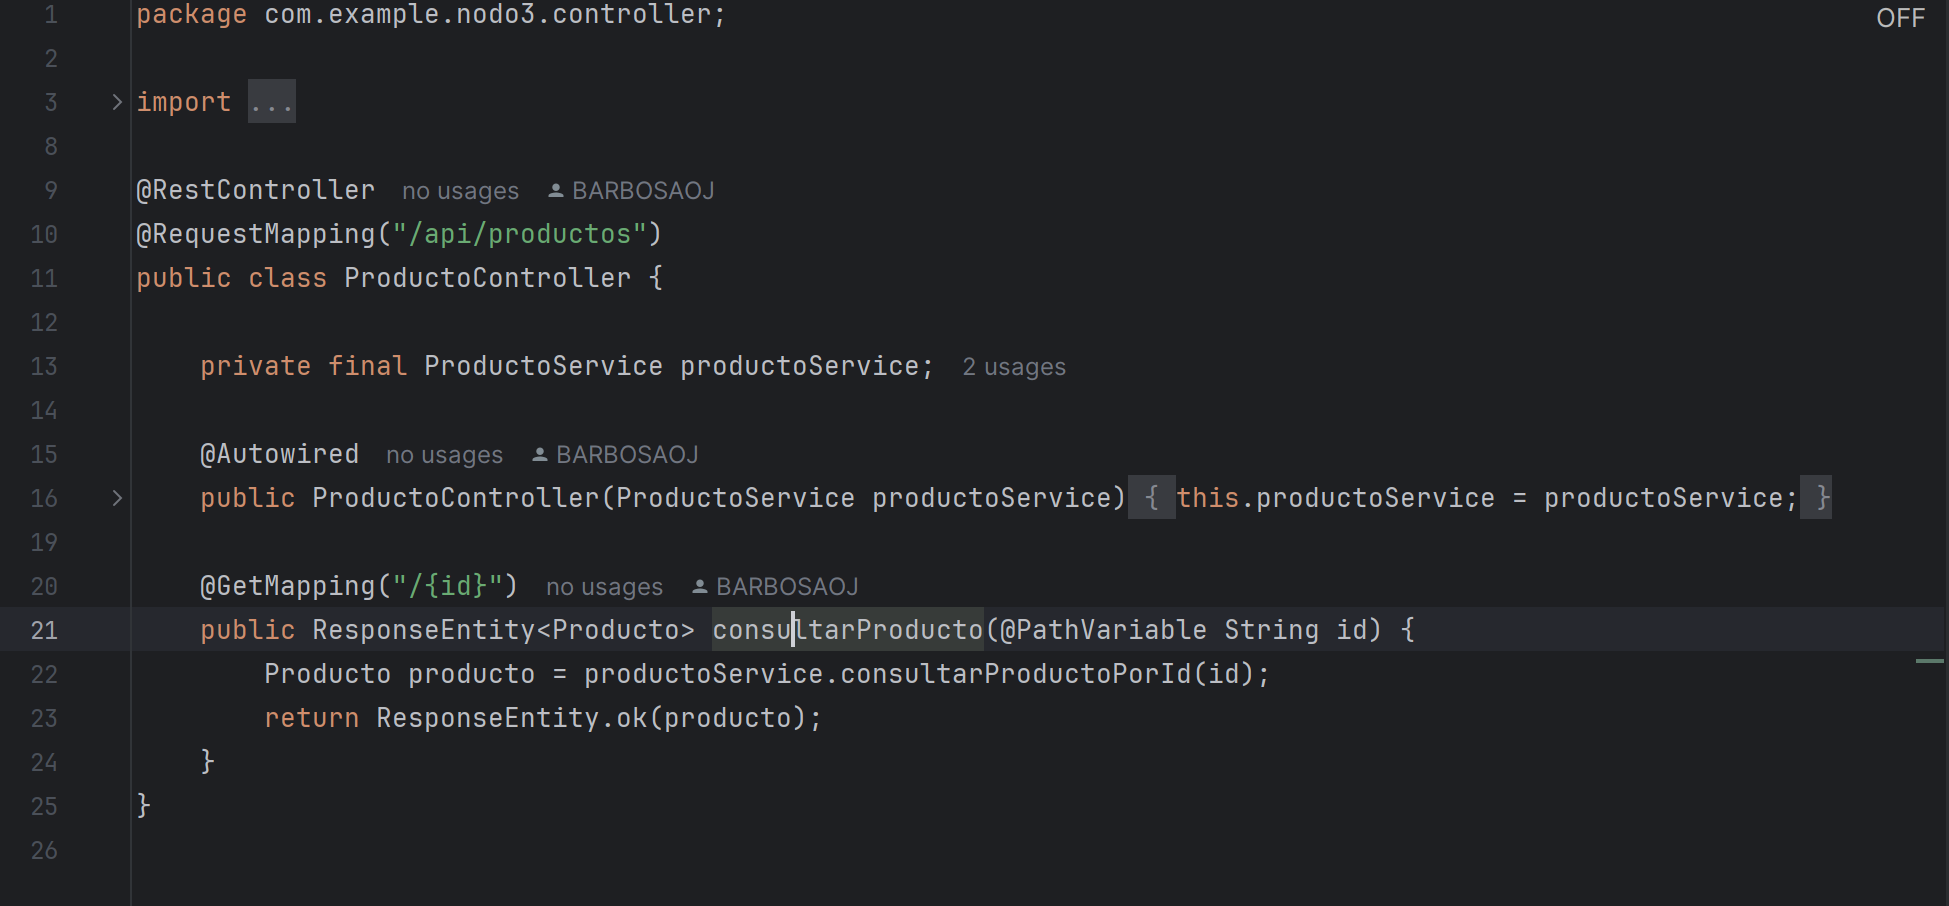 1 package com.example.nodo3.controller;
OFF
2
3 import ...
8
9 @RestController no usages BARBOSAOJ
10 @RequestMapping("/api/productos")
11 public class ProductoController {
12
13 private final ProductoService productoService; 2 usages
14
15 @Autowired no usages BARBOSAOJ
16 public ProductoController(ProductoService productoService) { this.productoService = productoService; }
19
20 @GetMapping("/{id}") no usages BARBOSAOJ
21 public ResponseEntity<Producto> consultarProducto(@PathVariable String id) {
22 Producto producto = productoService.consultarProductoPorId(id);
23 return ResponseEntity.ok(producto);
24 }
25 }
26